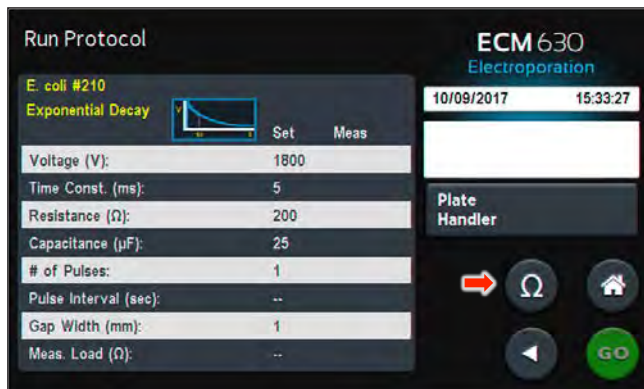 Run Protocol
ECM 630
Electroporation
E. coli #210
Exponential Decay
Set Meas
10/09/2017 15:33:27
Voltage (V): 1800
Time Const. (ms): 5
Resistance (Ω): 200
Capacitance (µF): 25
# of Pulses: 1
Pulse Interval (sec): --
Gap Width (mm): 1
Meas. Load (Ω): --
Plate
Handler
Ω
GO